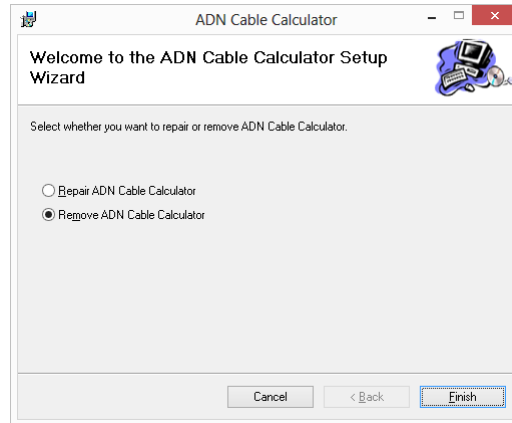 ADN Cable Calculator
Welcome to the ADN Cable Calculator Setup
Wizard
Select whether you want to repair or remove ADN Cable Calculator.
Repair ADN Cable Calculator
Remove ADN Cable Calculator
Cancel
< Back
Finish